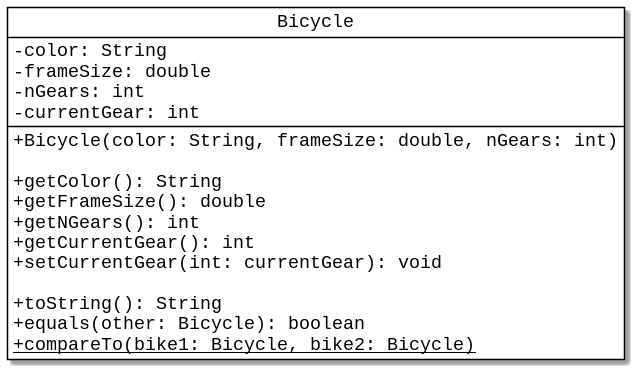 Bicycle
-color: String
-frameSize: double
-nGears: int
-currentGear: int
+Bicycle(color: String, frameSize: double, nGears: int)
+getColor(): String
+getFrameSize(): double
+getNGears(): int
+getCurrentGear(): int
+setCurrentGear(int: currentGear): void
+toString(): String
+equals(other: Bicycle): boolean
+compareTo(bike1: Bicycle, bike2: Bicycle)